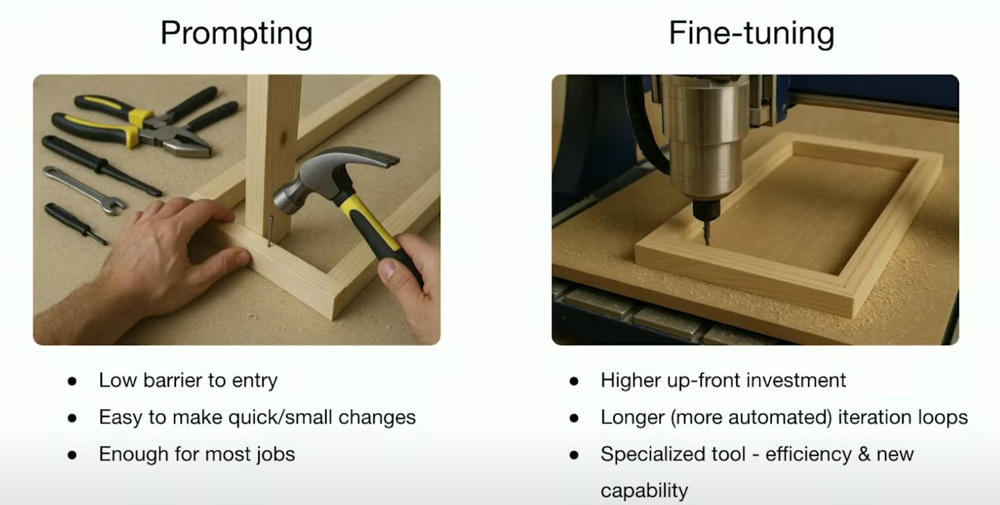 Prompting
Fine-tuning
● Low barrier to entry
● Easy to make quick/small changes
● Enough for most jobs
● Higher up-front investment
● Longer (more automated) iteration loops
● Specialized tool - efficiency & new
capability